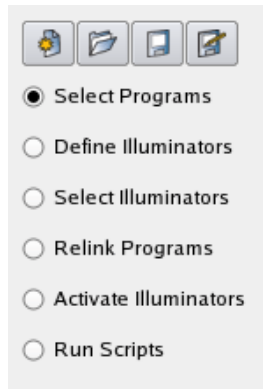 Select Programs
Define Illuminators
Select Illuminators
Relink Programs
Activate Illuminators
Run Scripts